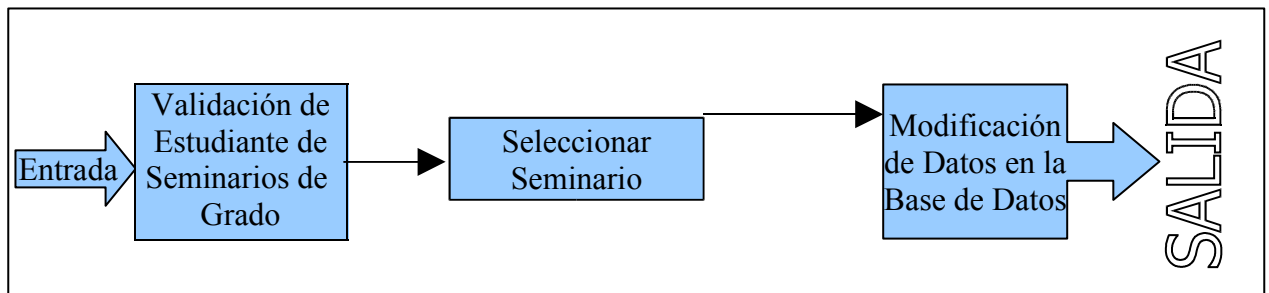 Entrada
Validación de
Estudiante de
Seminarios de
Grado
Seleccionar
Seminario
Modificación
de Datos en la
Base de Datos
SALIDA